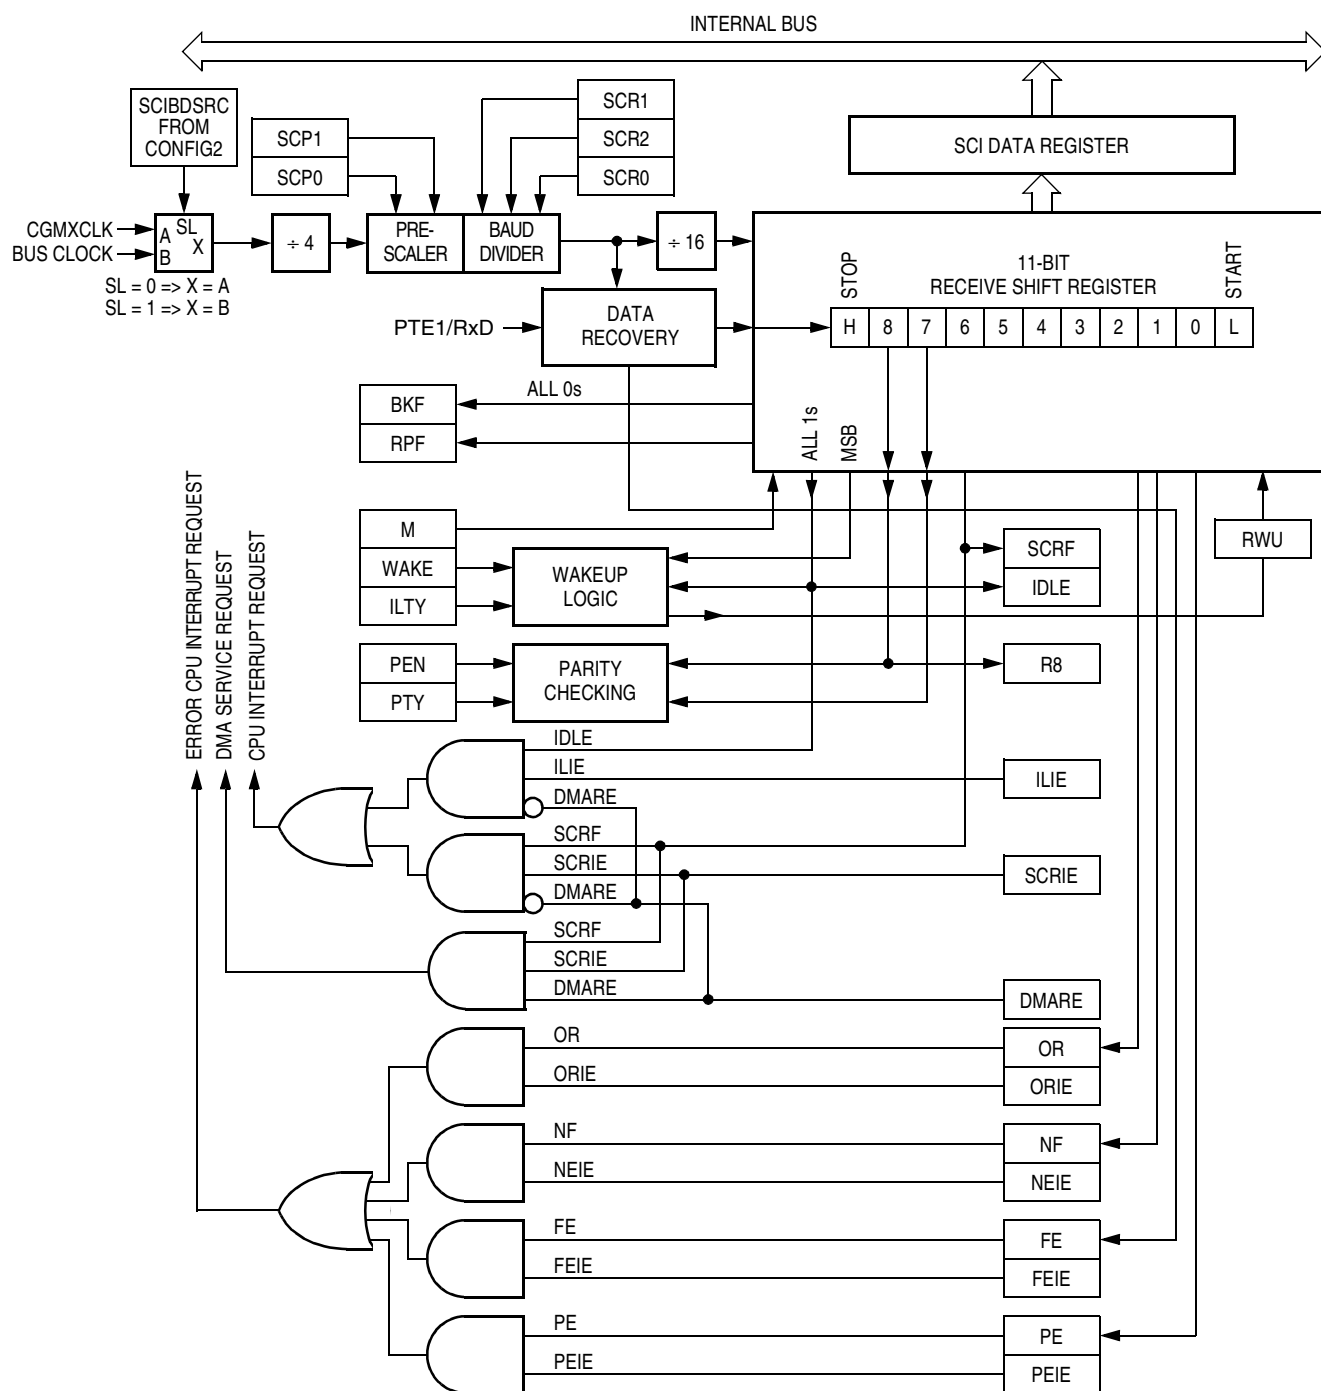 INTERNAL BUS
SCIBDSRC
FROM
CONFIG2
SCP1
SCP0
SCR1
SCR2
SCR0
SCI DATA REGISTER
CGMXCLK
BUS CLOCK
A
B
SL
X
SL = 0 => X = A
SL = 1 => X = B
÷ 4
PRE-
SCALER
BAUD
DIVIDER
÷ 16
PTE1/RxD
DATA
RECOVERY
STOP
11-BIT
RECEIVE SHIFT REGISTER
START
H 8 7 6 5 4 3 2 1 0 L
ALL 0s
BKF
RPF
ALL 1s
MSB
M
WAKE
ILTY
WAKEUP
LOGIC
SCRF
IDLE
RWU
PEN
PTY
PARITY
CHECKING
R8
ERROR CPU INTERRUPT REQUEST
DMA SERVICE REQUEST
CPU INTERRUPT REQUEST
IDLE
ILIE
DMARE
ILIE
SCRF
SCRIE
DMARE
SCRIE
SCRF
SCRIE
DMARE
DMARE
OR
ORIE
OR
ORIE
NF
NEIE
NF
NEIE
FE
FEIE
FE
FEIE
PE
PEIE
PE
PEIE